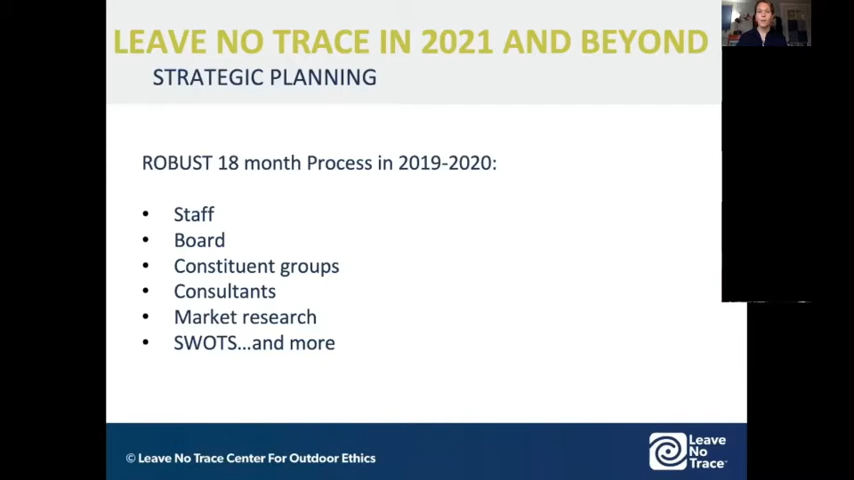 LEAVE NO TRACE IN 2021 AND BEYOND
STRATEGIC PLANNING
ROBUST 18 month Process in 2019-2020:
• Staff
• Board
• Constituent groups
• Consultants
• Market research
• SWOTS...and more
© Leave No Trace Center For Outdoor Ethics
Leave
No
Trace™